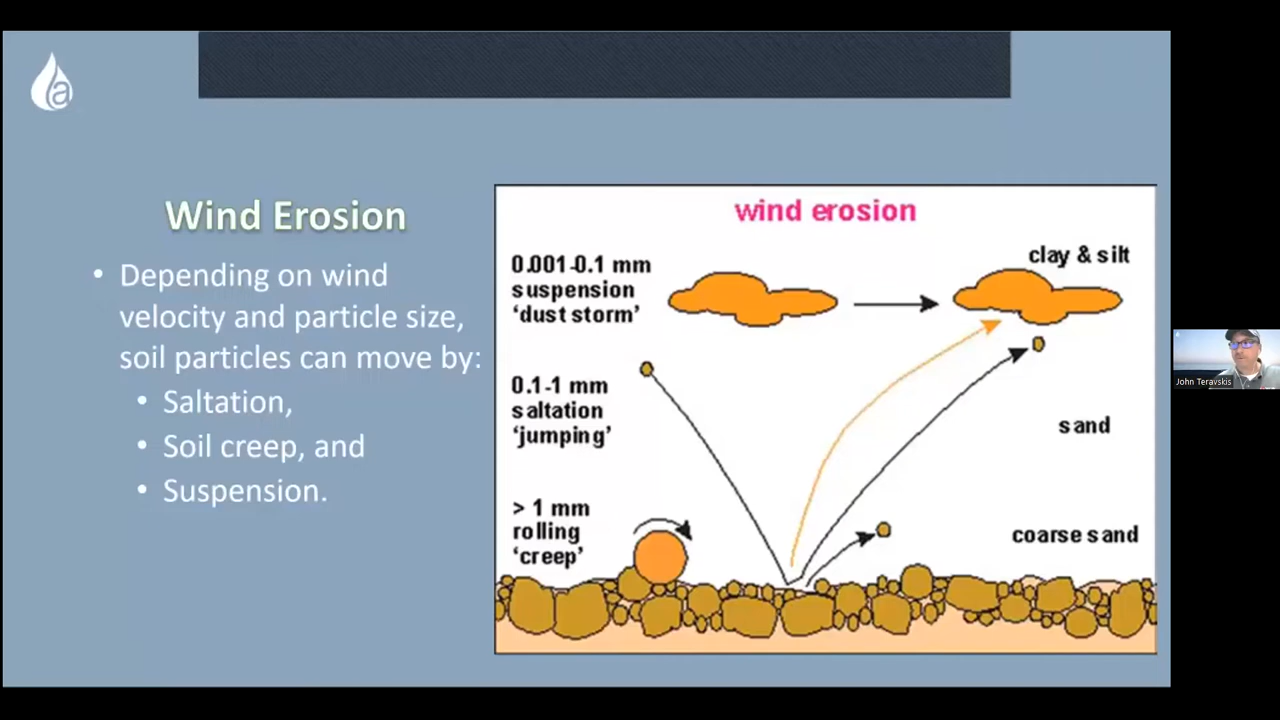 Wind Erosion
• Depending on wind
velocity and particle size,
soil particles can move by:
• Saltation,
• Soil creep, and
• Suspension.
wind erosion
0.001-0.1 mm
suspension
'dust storm'
clay & silt
0.1-1 mm
saltation
'jumping'
sand
> 1 mm
rolling
'creep'
coarse sand
John Teravskis
a